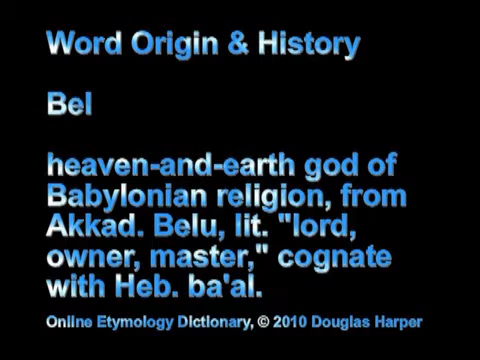 Word Origin & History
Bel
heaven-and-earth god of
Babylonian religion, from
Akkad. Belu, lit. "lord,
owner, master," cognate
with Heb. ba'al.
Online Etymology Dictionary, © 2010 Douglas Harper